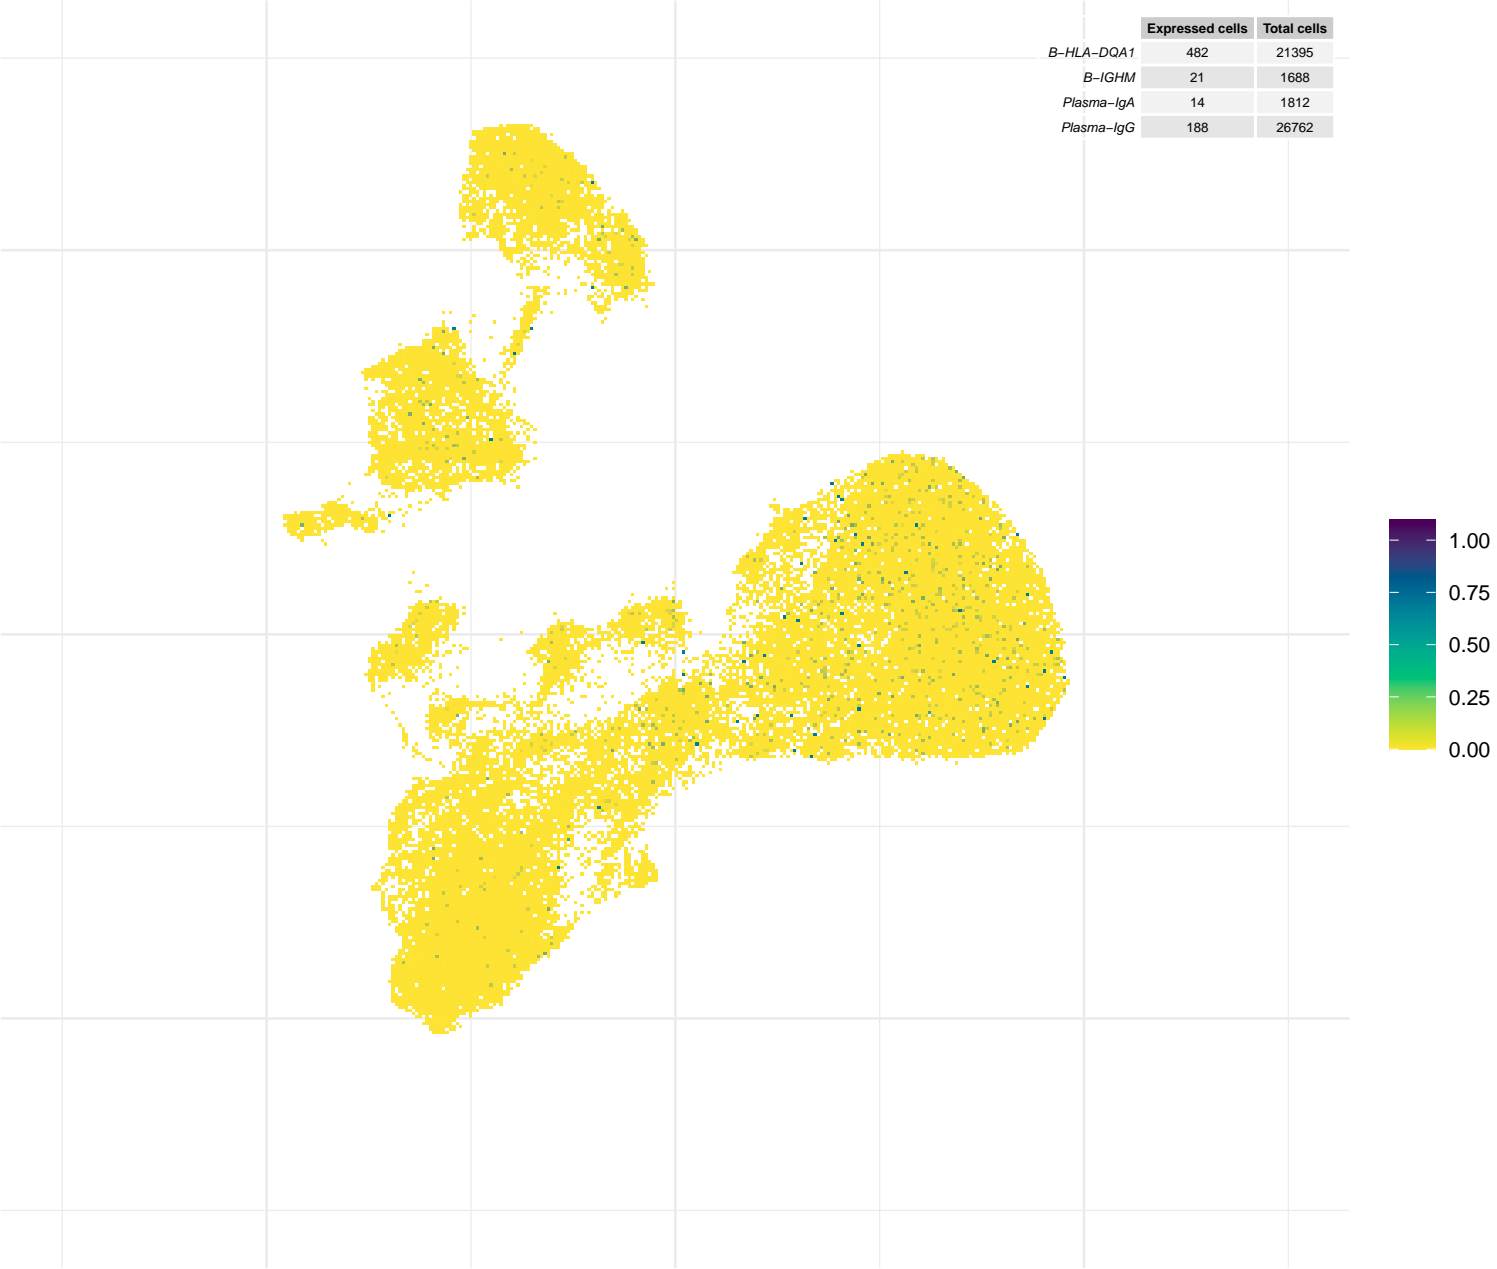 Expressed cells Total cells
B−HLA−DQA1 482 21395
B−IGHM 21 1688
Plasma−IgA 14 1812
Plasma−IgG 188 26762
1.00
0.75
0.50
0.25
0.00